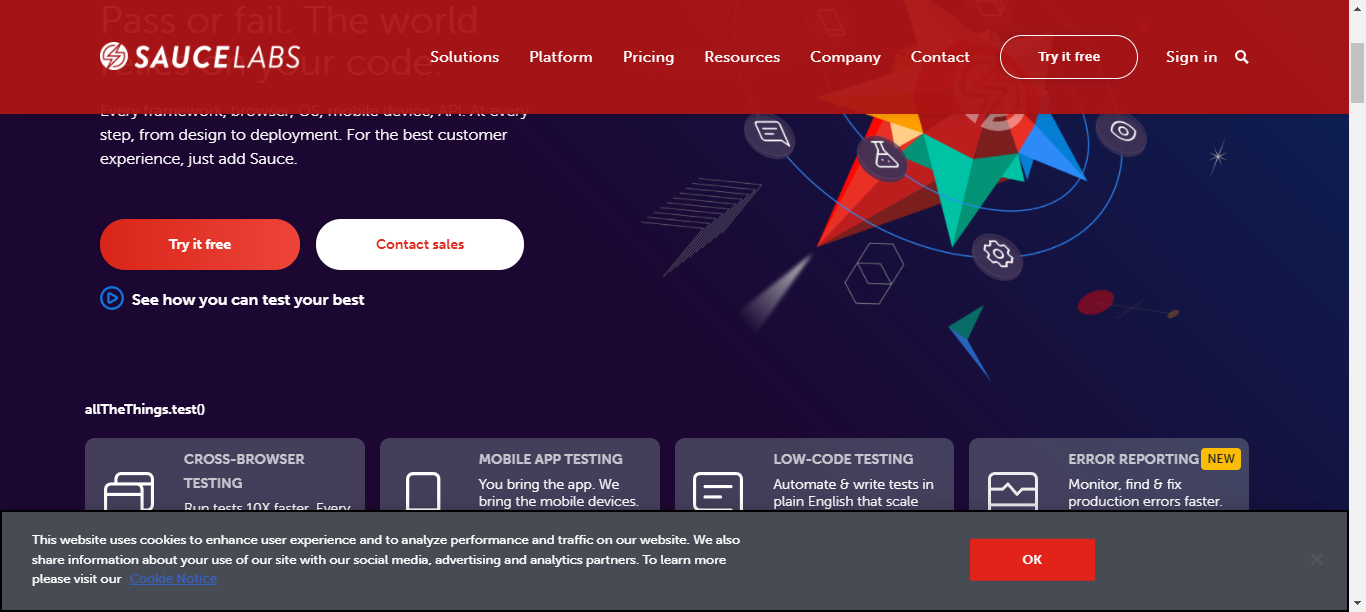 Pass or fail. The world
relies on your code.
SAUCELABS
Solutions Platform Pricing Resources Company Contact Try it free Sign in
Every framework, browser, OS, mobile device, API. At every
step, from design to deployment. For the best customer
experience, just add Sauce.
Try it free Contact sales
See how you can test your best
allTheThings.test()
CROSS-BROWSER
TESTING
Run tests 10X faster. Every
MOBILE APP TESTING
You bring the app. We
bring the mobile devices.
LOW-CODE TESTING
Automate & write tests in
plain English that scale
ERROR REPORTING NEW
Monitor, find & fix
production errors faster.
This website uses cookies to enhance user experience and to analyze performance and traffic on our website. We also
share information about your use of our site with our social media, advertising and analytics partners. To learn more
please visit our Cookie Notice
OK